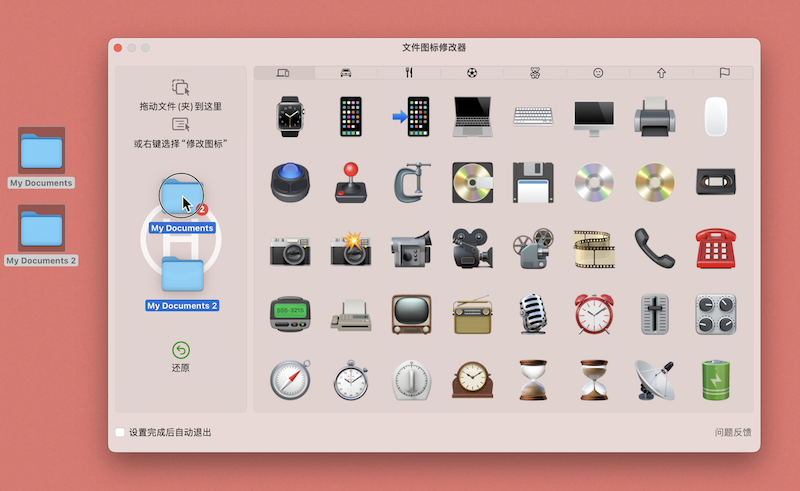 文件图标修改器
拖动文件(夹)到这里
或右键选择“修改图标”
My Documents
My Documents 2
2
My Documents
My Documents 2
还原
555-3215
设置完成后自动退出
问题反馈